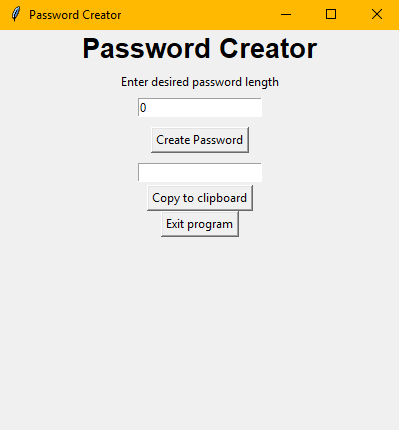 Password Creator
Password Creator
Enter desired password length
0
Create Password
Copy to clipboard
Exit program